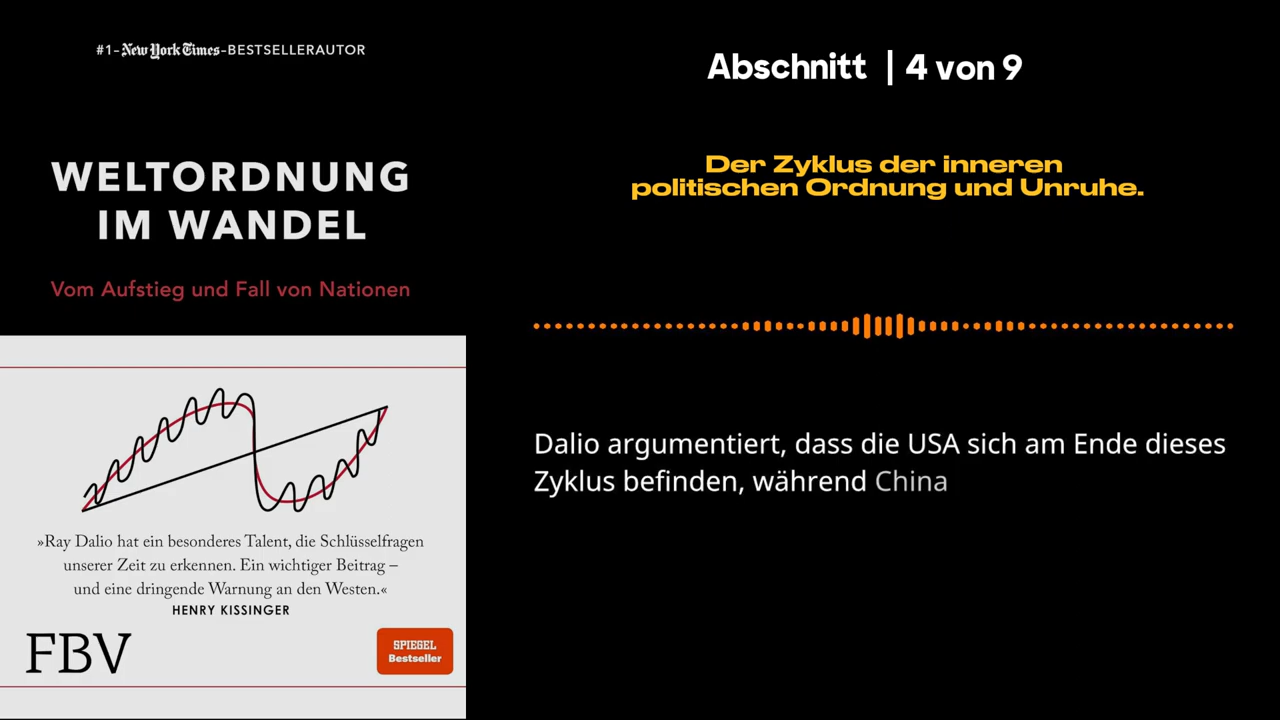 #1-New York Times-BESTSELLERAUTOR
WELTORDNUNG
IM WANDEL
Vom Aufstieg und Fall von Nationen
»Ray Dalio hat ein besonderes Talent, die Schlüsselfragen
unserer Zeit zu erkennen. Ein wichtiger Beitrag –
und eine dringende Warnung an den Westen.«
HENRY KISSINGER
FBV
SPIEGEL
Bestseller
Abschnitt | 4 von 9
Der Zyklus der inneren
politischen Ordnung und Unruhe.
Dalio argumentiert, dass die USA sich am Ende dieses
Zyklus befinden, während China